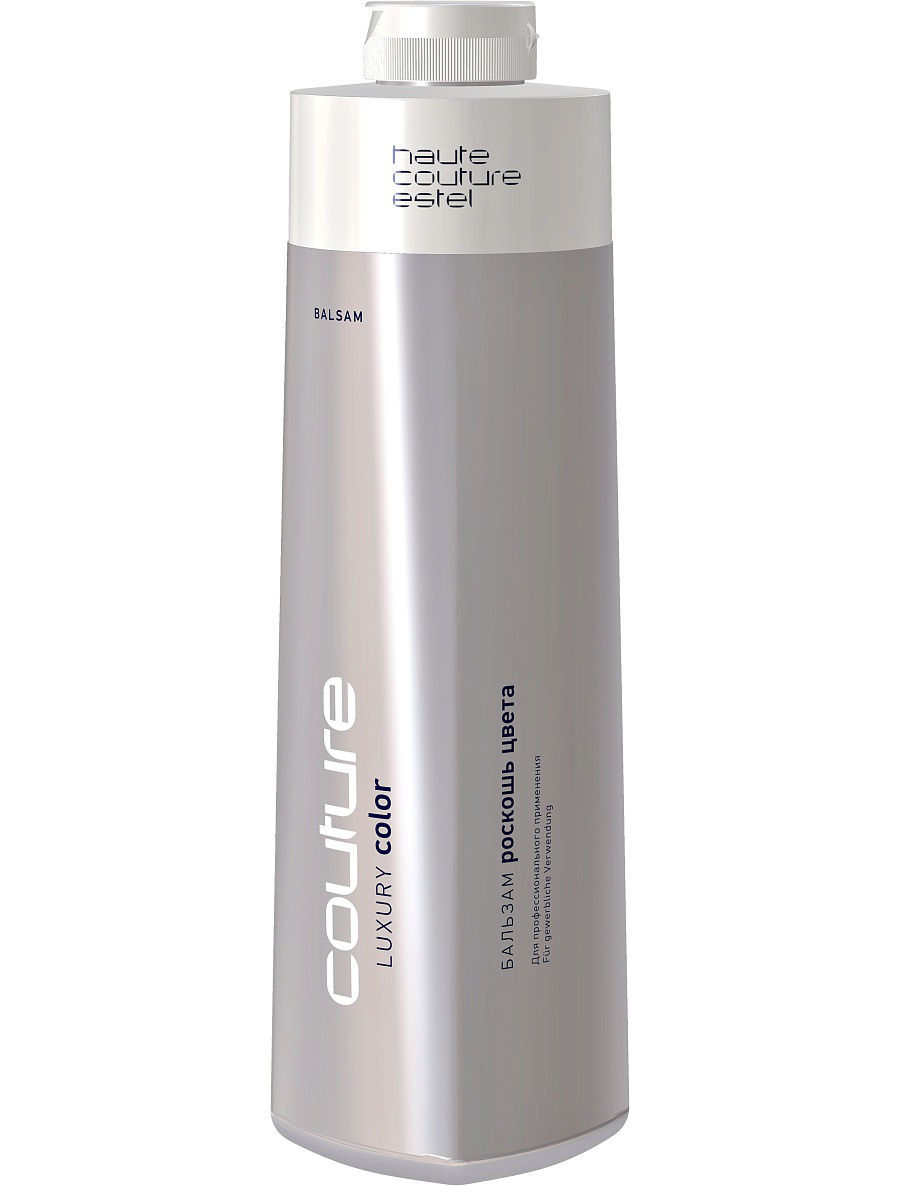 haute
couture
estel
BALSAM
couture
LUXURY color
БАЛЬЗАМ роскошь цвета
Для профессионального применения
Für gewerbliche Verwendung